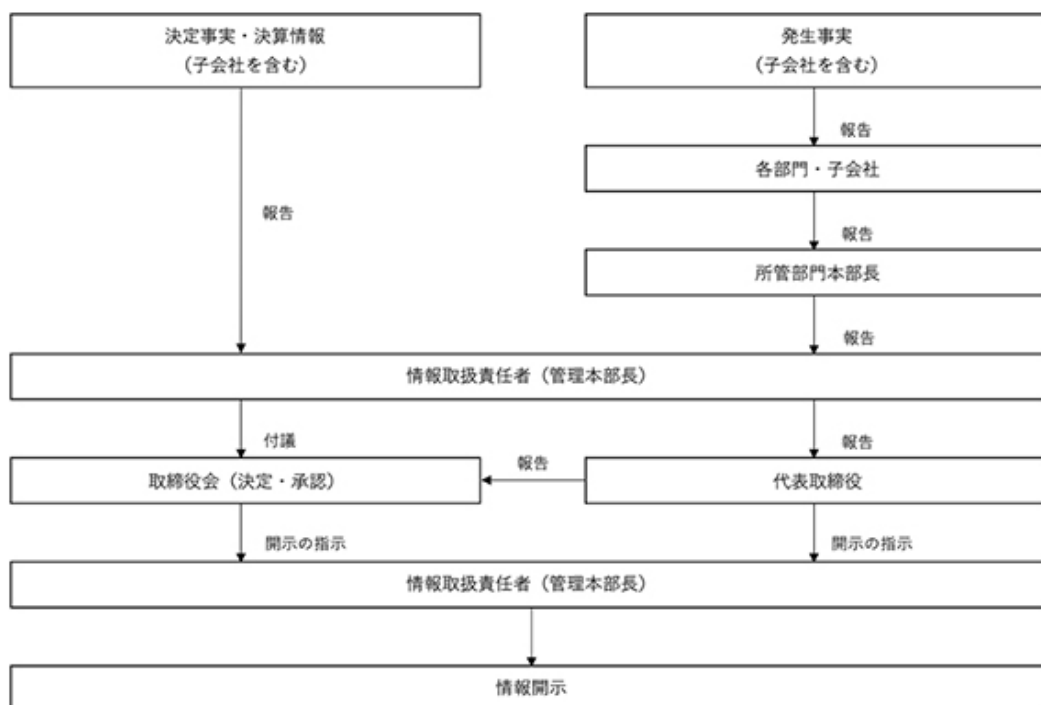 決定事実・決算情報
（子会社を含む）
発生事実
（子会社を含む）
報告
各部門・子会社
報告
報告
所管部門本部長
報告
情報取扱責任者（管理本部長）
付議
報告
取締役会（決定・承認）
報告
代表取締役
開示の指示
開示の指示
情報取扱責任者（管理本部長）
情報開示